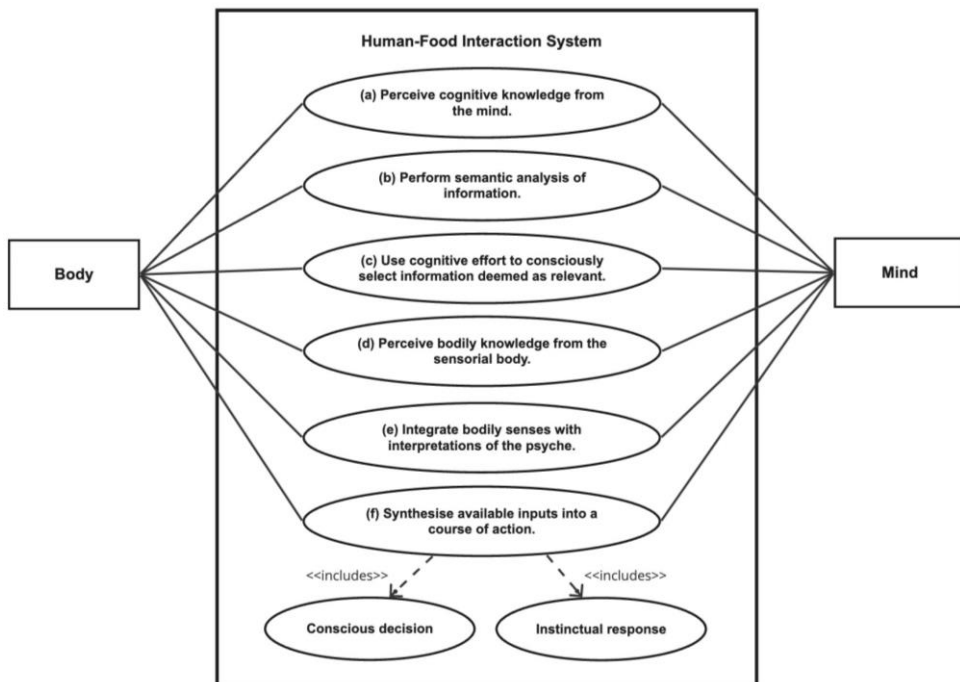 Human-Food Interaction System
(a) Perceive cognitive knowledge from
the mind.
(b) Perform semantic analysis of
information.
Body
(c) Use cognitive effort to consciously
select information deemed as relevant.
Mind
(d) Perceive bodily knowledge from the
sensorial body.
(e) Integrate bodily senses with
interpretations of the psyche.
(f) Synthesise available inputs into a
course of action.
<<includes>>
<<includes>>
Conscious decision
Instinctual response